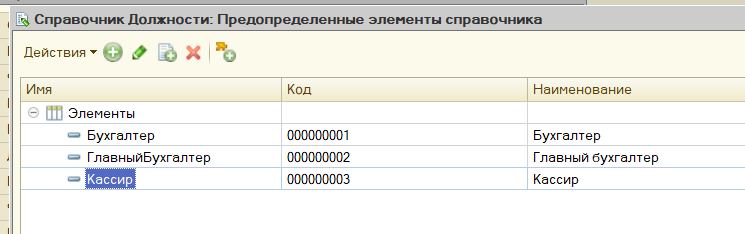 Справочник Должности: Предопределенные элементы справочника
Действия
Имя Код Наименование
Элементы
Бухгалтер 000000001 Бухгалтер
ГлавныйБухгалтер 000000002 Главный бухгалтер
Кассир 000000003 Кассир